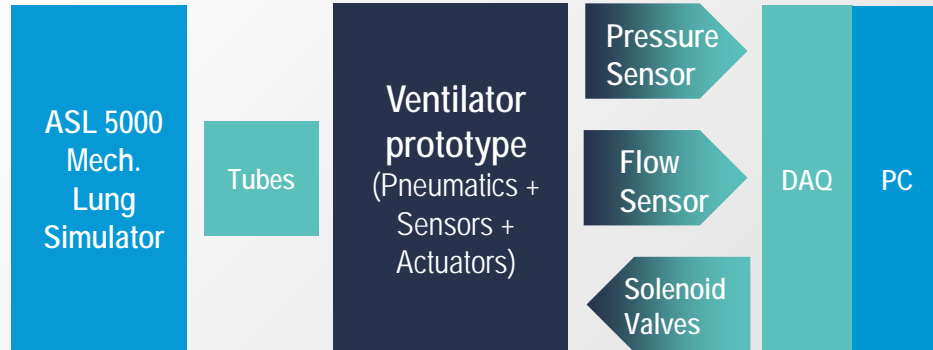 ASL 5000
Mech.
Lung
Simulator
Tubes
Ventilator
prototype
(Pneumatics +
Sensors +
Actuators)
Pressure
Sensor
Flow
Sensor
Solenoid
Valves
DAQ
PC